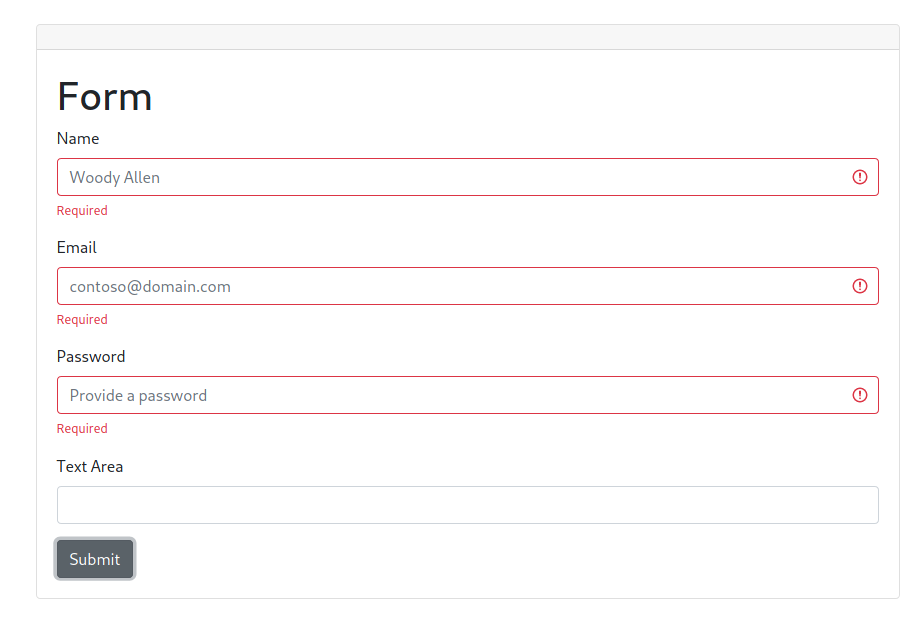 Form
Name
Woody Allen
Required
Email
contoso@domain.com
Required
Password
Provide a password
Required
Text Area
Submit